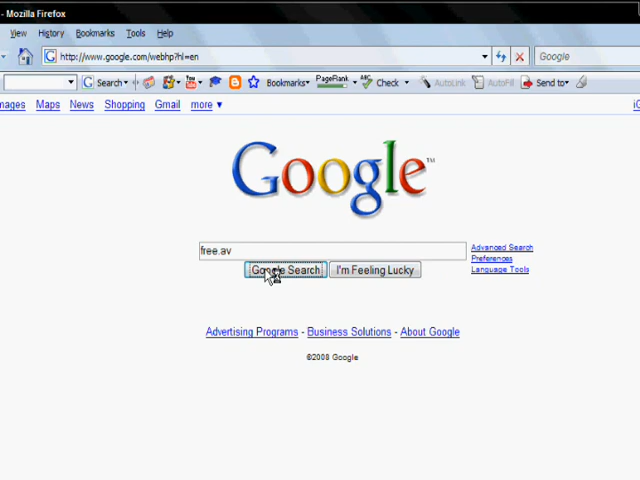 - Mozilla Firefox
View History Bookmarks Tools Help
http://www.google.com/webhp?hl=en Google
Search Bookmarks PageRank Check AutoLink AutoFill Send to
Maps News Shopping Gmail more
Google™
free.av
Advanced Search
Preferences
Google Search I'm Feeling Lucky Language Tools
Advertising Programs - Business Solutions - About Google
©2008 Google